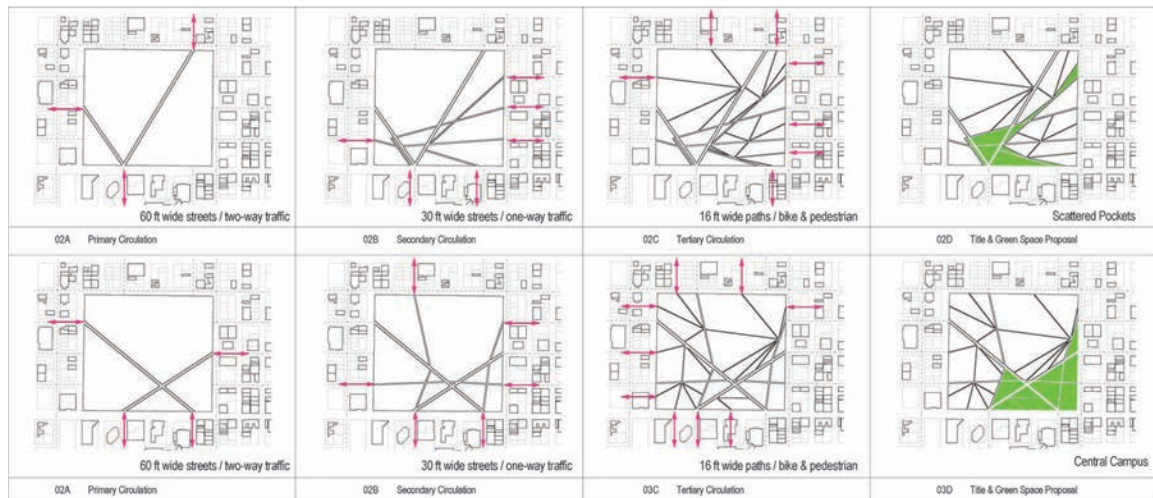 60 ft wide streets / two-way traffic
30 ft wide streets / one-way traffic
16 ft wide paths / bike & pedestrian
Scattered Pockets
02A Primary Circulation
02B Secondary Circulation
02C Tertiary Circulation
02D Title & Green Space Proposal
60 ft wide streets / two-way traffic
30 ft wide streets / one-way traffic
16 ft wide paths / bike & pedestrian
Central Campus
02A Primary Circulation
02B Secondary Circulation
03C Tertiary Circulation
03D Title & Green Space Proposal